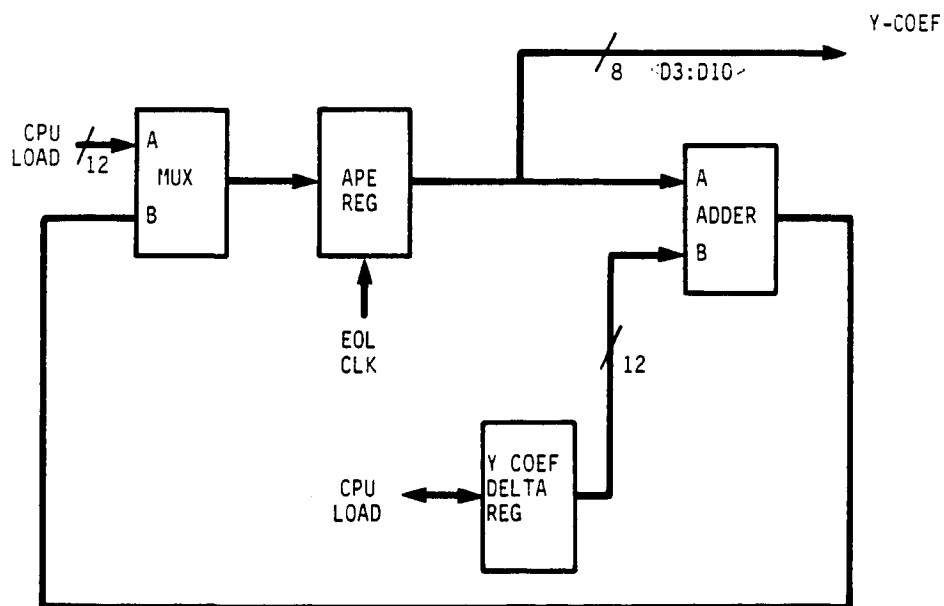 Y-COEF
8 <D3:D10>
CPU
LOAD
12
A
MUX
B
APE
REG
A
ADDER
B
EOL
CLK
12
CPU
LOAD
Y COEF
DELTA
REG